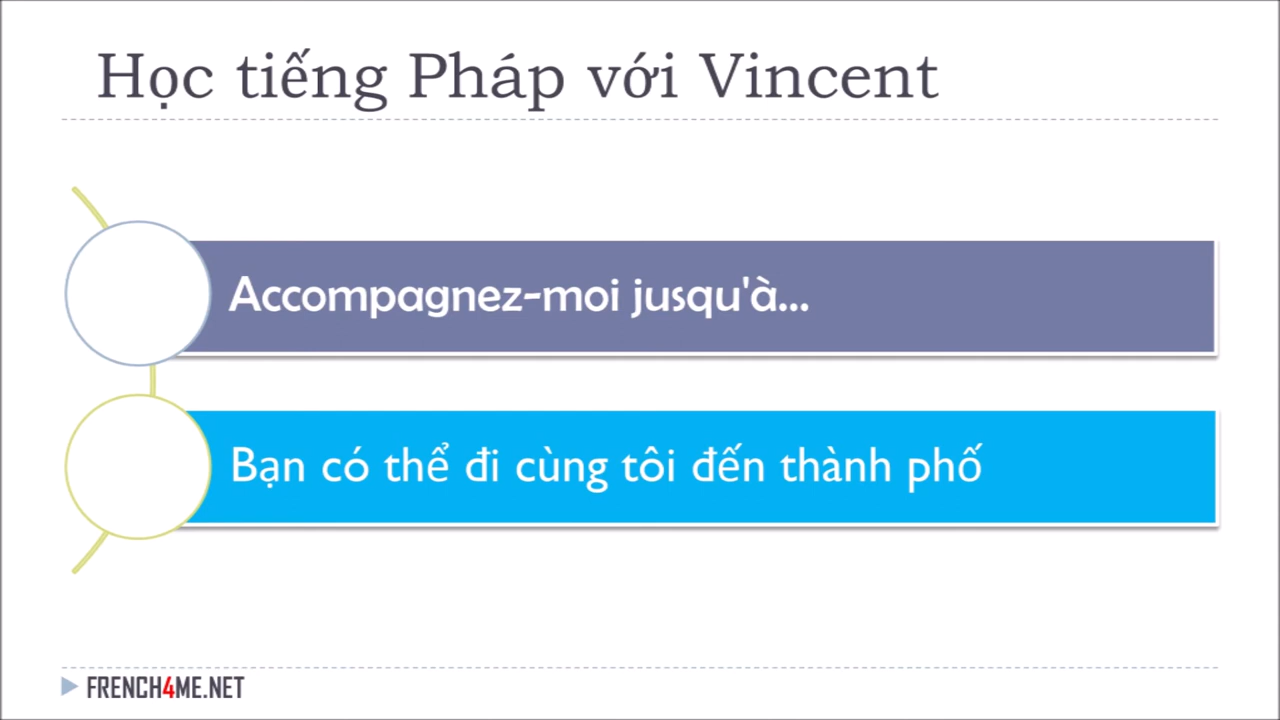 Học tiếng Pháp với Vincent
Accompagnez-moi jusqu'à...
Bạn có thể đi cùng tôi đến thành phố
FRENCH4ME.NET